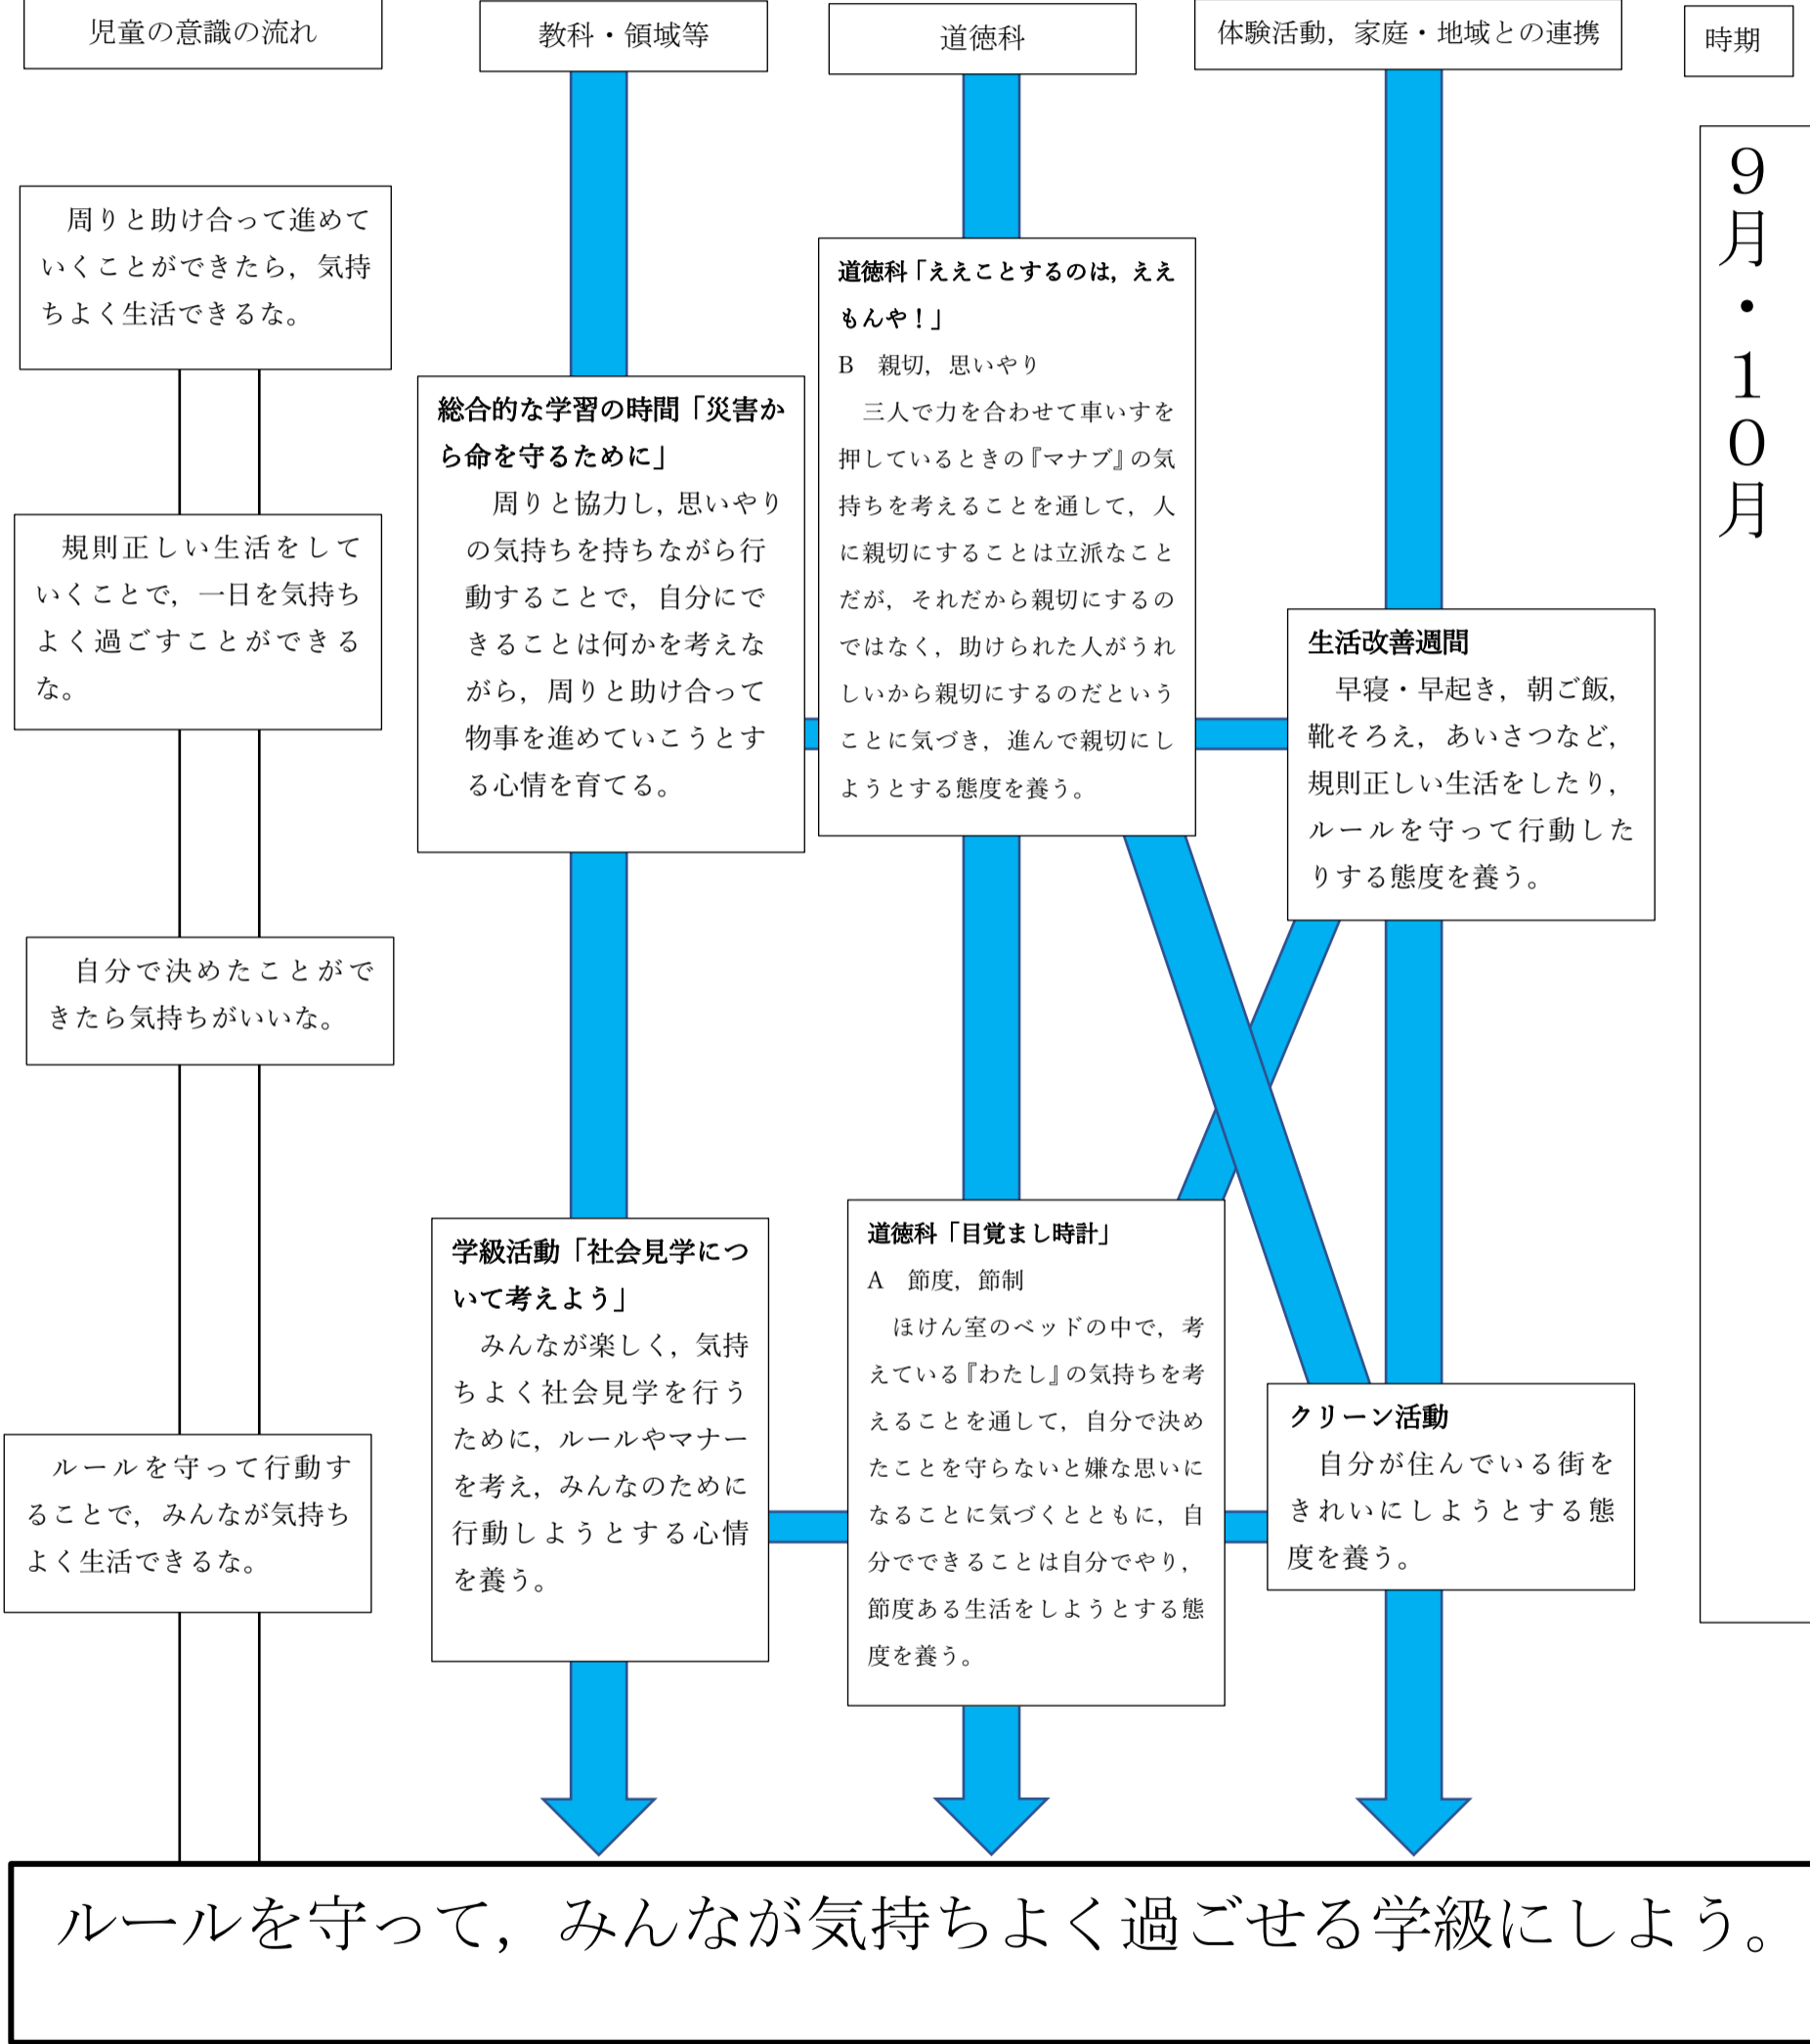 児童の意識の流れ
教科・領域等
道徳科
体験活動，家庭・地域との連携
時期
9月・10月
周りと助け合って進めて
いくことができたら，気持
ちよく生活できるな。
規則正しい生活をして
いくことで，一日を気持ち
よく過ごすことができる
な。
自分で決めたことがで
きたら気持ちがいいな。
ルールを守って行動す
ることで，みんなが気持ち
よく生活できるな。
総合的な学習の時間「災害か
ら命を守るために」
周りと協力し，思いやり
の気持ちを持ちながら行
動することで，自分にで
きることは何かを考えな
がら，周りと助け合って
物事を進めていこうとす
る心情を育てる。
学級活動「社会見学につ
いて考えよう」
みんなが楽しく，気持
ちよく社会見学を行う
ために，ルールやマナー
を考え，みんなのために
行動しようとする心情
を養う。
道徳科「ええことするのは，ええ
もんや！」
B　親切，思いやり
三人で力を合わせて車いすを
押しているときの『マナブ』の気
持ちを考えることを通して，人
に親切にすることは立派なこと
だが，それだから親切にするの
ではなく，助けられた人がうれ
しいから親切にするのだという
ことに気づき，進んで親切にし
ようとする態度を養う。
道徳科「目覚まし時計」
A　節度，節制
ほけん室のベッドの中で，考
えている『わたし』の気持ちを考
えることを通して，自分で決め
たことを守らないと嫌な思いに
なることに気づくとともに，自
分でできることは自分でやり，
節度ある生活をしようとする態
度を養う。
生活改善週間
早寝・早起き，朝ご飯，
靴そろえ，あいさつなど，
規則正しい生活をしたり，
ルールを守って行動した
りする態度を養う。
クリーン活動
自分が住んでいる街を
きれいにしようとする態
度を養う。
ルールを守って，みんなが気持ちよく過ごせる学級にしよう。